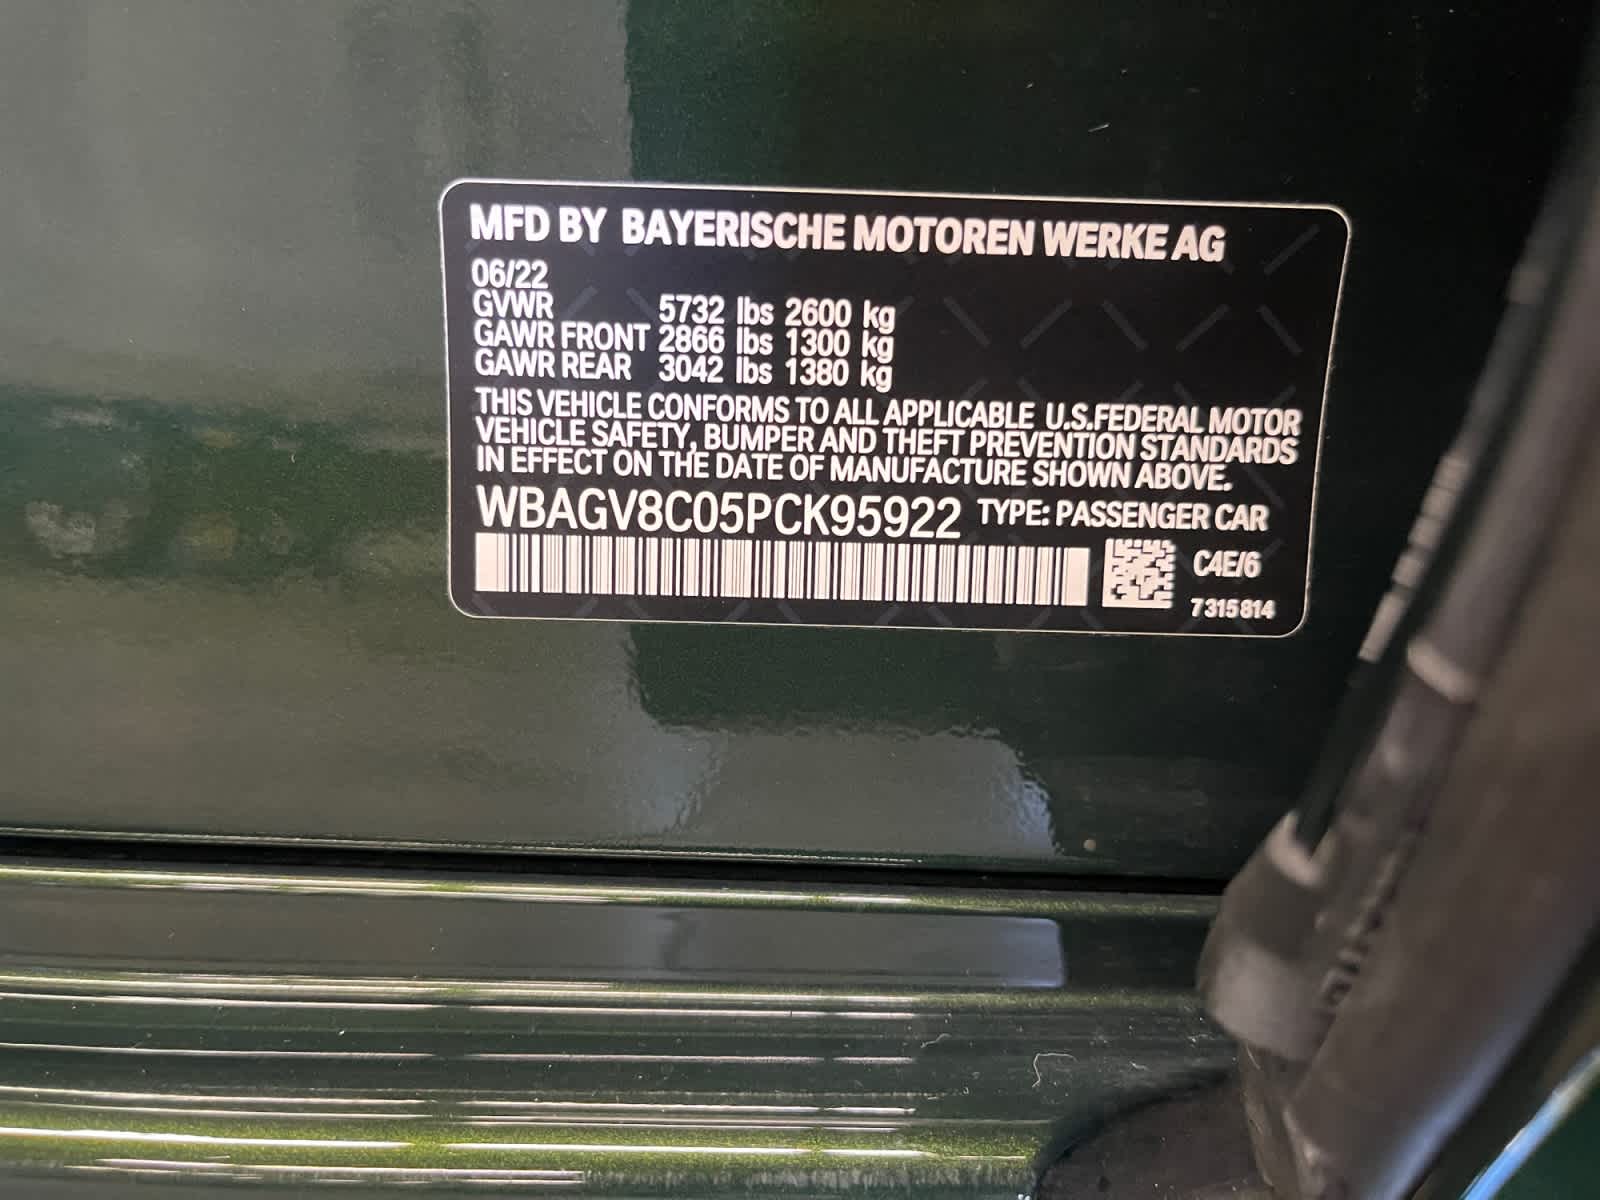 MFD BY BAYERISCHE MOTOREN WERKE AG
06/22
GVWR 5732 lbs 2600 kg
GAWR FRONT 2866 lbs 1300 kg
GAWR REAR 3042 lbs 1380 kg
THIS VEHICLE CONFORMS TO ALL APPLICABLE U.S.FEDERAL MOTOR
VEHICLE SAFETY, BUMPER AND THEFT PREVENTION STANDARDS
IN EFFECT ON THE DATE OF MANUFACTURE SHOWN ABOVE.
WBAGV8C05PCK95922 TYPE: PASSENGER CAR
C4E/6
7315814